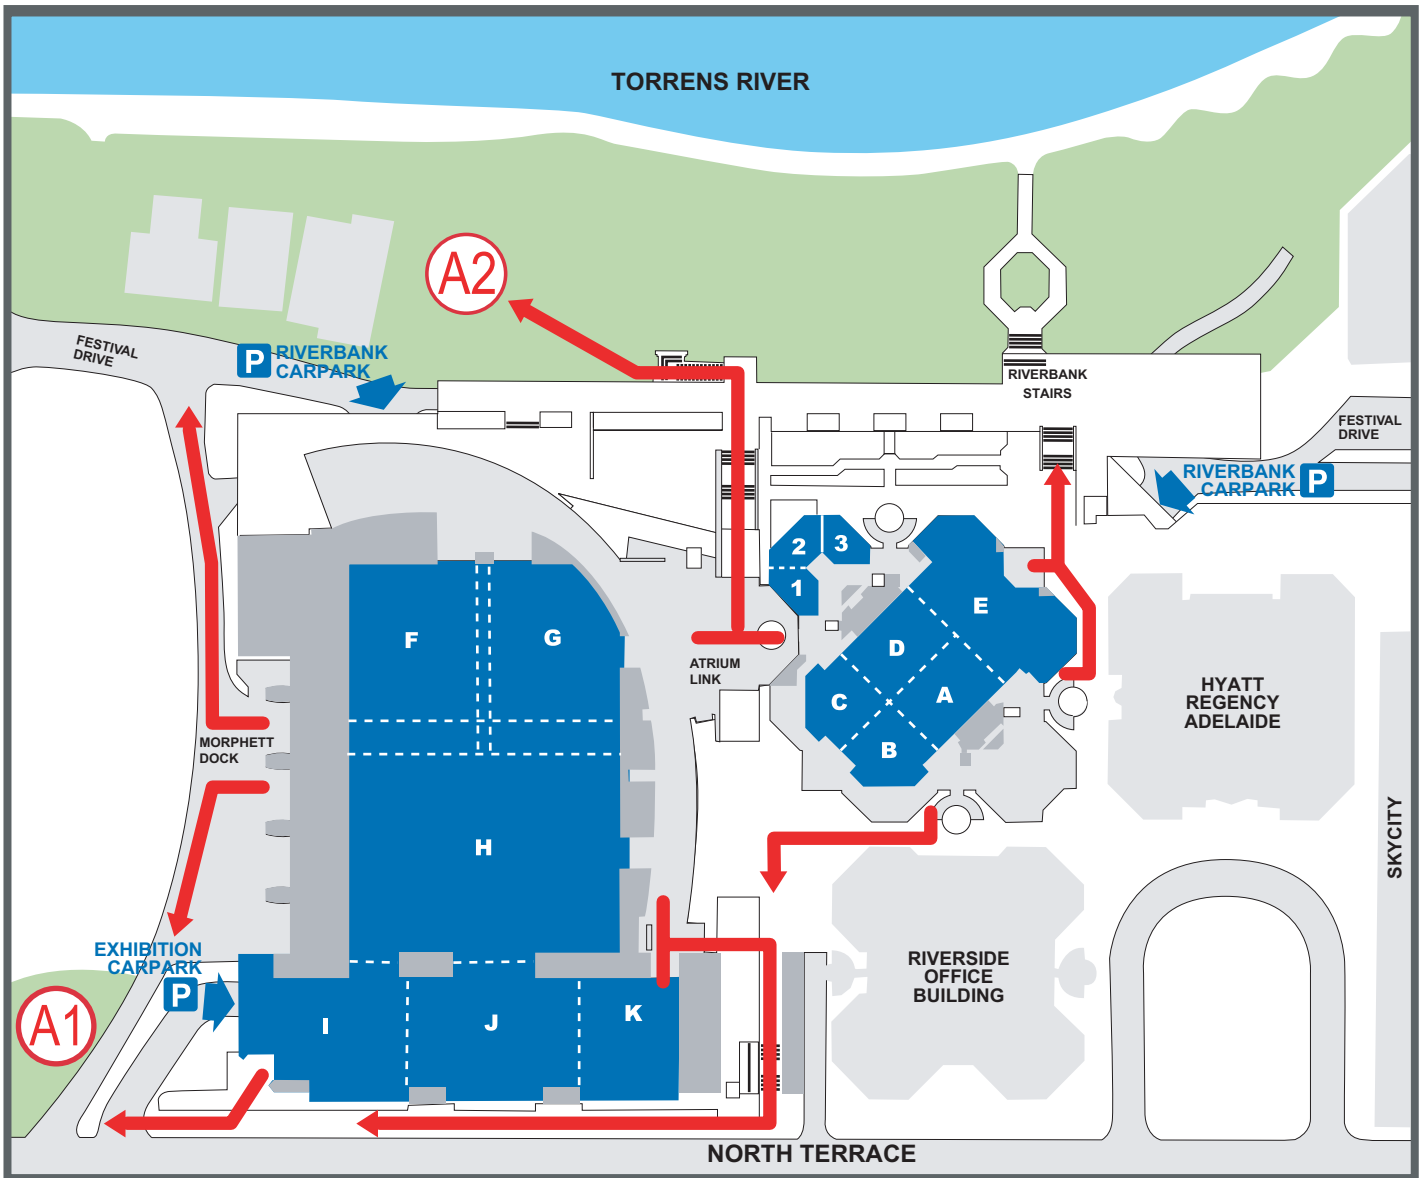 TORRENS RIVER
A2
FESTIVAL
DRIVE
P
RIVERBANK
CARPARK
RIVERBANK
STAIRS
FESTIVAL
DRIVE
RIVERBANK
CARPARK
P
2
3
1
E
F
G
D
ATRIUM
LINK
C
A
B
HYATT
REGENCY
ADELAIDE
MORPHETT
DOCK
H
SKYCITY
EXHIBITION
CARPARK
P
RIVERSIDE
OFFICE
BUILDING
A1
I
J
K
NORTH TERRACE